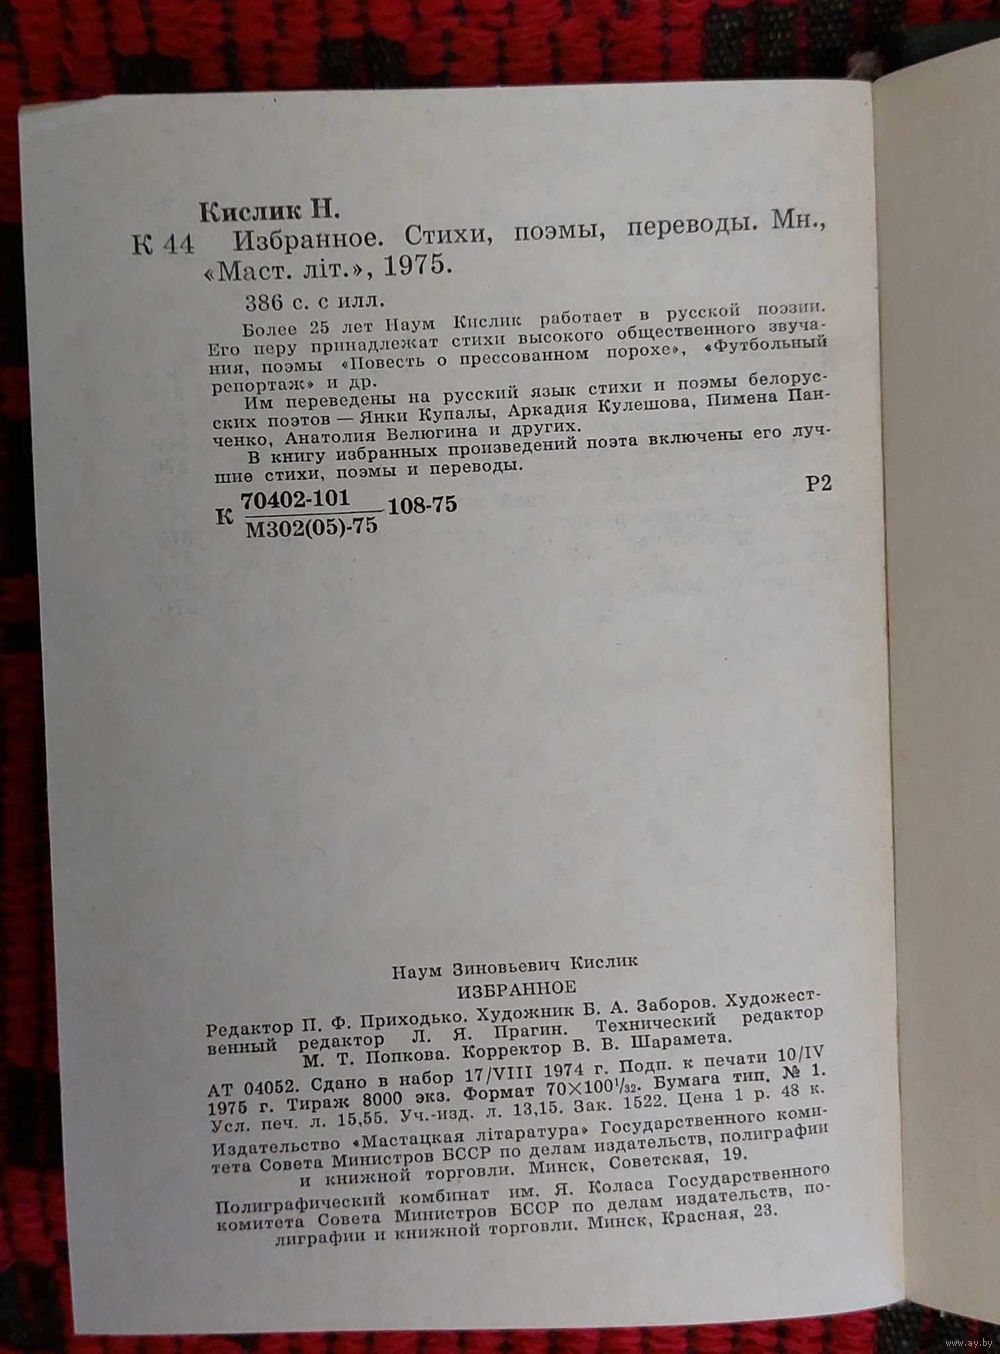 Кислик Н.
К 44 Избранное. Стихи, поэмы, переводы. Мн.,
«Маст. літ.», 1975.
386 с. с илл.
Более 25 лет Наум Кислик работает в русской поэзии.
Его перу принадлежат стихи высокого общественного звуча-
ния, поэмы «Повесть о прессованном порохе», «Футбольный
репортаж» и др.
Им переведены на русский язык стихи и поэмы белорус-
ских поэтов — Янки Купалы, Аркадия Кулешова, Пимена Пан-
ченко, Анатолия Велюгина и других.
В книгу избранных произведений поэта включены его луч-
шие стихи, поэмы и переводы.
К 70402-101 / М302(05)-75 108-75 Р2
Наум Зиновьевич Кислик
ИЗБРАННОЕ
Редактор П. Ф. Приходько. Художник Б. А. Заборов. Художест-
венный редактор Л. Я. Прагин. Технический редактор
М. Т. Попкова. Корректор В. В. Шарамета.
АТ 04052. Сдано в набор 17/VIII 1974 г. Подп. к печати 10/IV
1975 г. Тираж 8000 экз. Формат 70×100¹/₃₂. Бумага тип. № 1.
Усл. печ. л. 15,55. Уч.-изд. л. 13,15. Зак. 1522. Цена 1 р. 48 к.
Издательство «Мастацкая літаратура» Государственного коми-
тета Совета Министров БССР по делам издательств, полиграфии
и книжной торговли. Минск, Советская, 19.
Полиграфический комбинат им. Я. Коласа Государственного
комитета Совета Министров БССР по делам издательств, по-
лиграфии и книжной торговли. Минск, Красная, 23.
www.ay.by